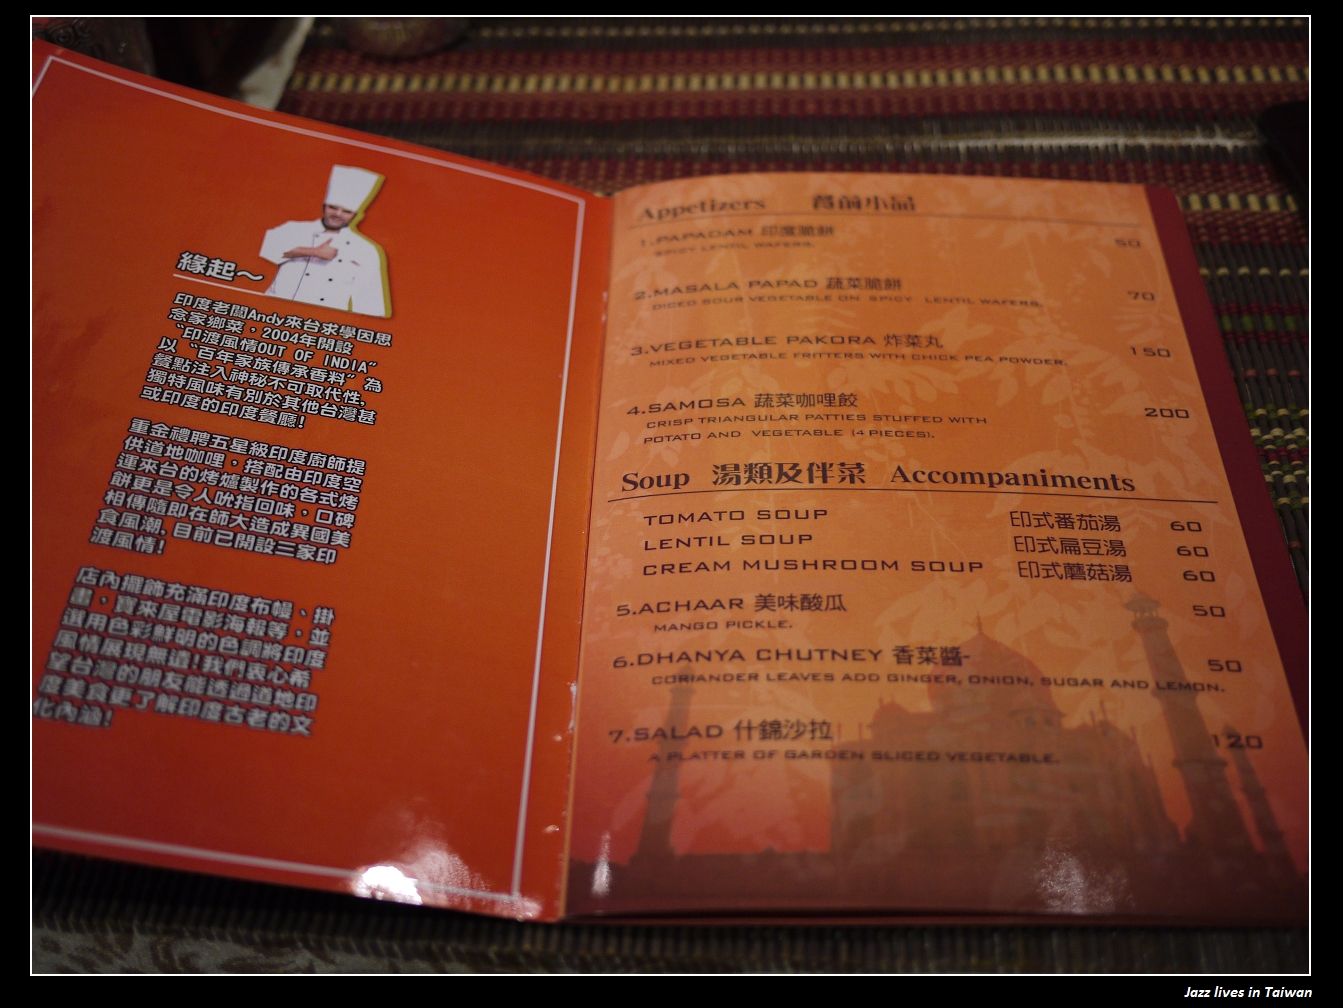 緣起～
印度老闆Andy來台求學因思
念家鄉菜，2004年開設
“印渡風情OUT OF INDIA”
以“百年家族傳承香料”為
餐點注入神秘不可取代性,
獨特風味有別於其他台灣甚
或印度的印度餐廳！
重金禮聘五星級印度廚師提
供道地咖哩，搭配由印度空
運來台的烤爐製作的各式烤
餅更是令人吮指回味，口碑
相傳隨即在師大造成異國美
食風潮,目前已開設三家印
渡風情！
店內擺飾充滿印度布幔、掛
畫，寶來屋電影海報等，並
選用色彩鮮明的色調將印度
風情展現無遺！我們衷心希
望台灣的朋友能透過道地印
度美食更了解印度古老的文
化內涵！
Appetizers 餐前小品
1.PAPADAM 印度脆餅 50
SPICY LENTIL WAFERS.
2.MASALA PAPAD 蔬菜脆餅 70
DICED SOUR VEGETABLE ON SPICY LENTIL WAFERS.
3.VEGETABLE PAKORA 炸菜丸 150
MIXED VEGETABLE FRITTERS WITH CHICK PEA POWDER.
4.SAMOSA 蔬菜咖哩餃 200
CRISP TRIANGULAR PATTIES STUFFED WITH
POTATO AND VEGETABLE (4 PIECES).
Soup 湯類及伴菜 Accompaniments
TOMATO SOUP 印式番茄湯 60
LENTIL SOUP 印式扁豆湯 60
CREAM MUSHROOM SOUP 印式蘑菇湯 60
5.ACHAAR 美味酸瓜 50
MANGO PICKLE.
6.DHANYA CHUTNEY 香菜醬- 50
CORIANDER LEAVES ADD GINGER, ONION, SUGAR AND LEMON.
7.SALAD 什錦沙拉 120
A PLATTER OF GARDEN SLICED VEGETABLE.
Jazz lives in Taiwan